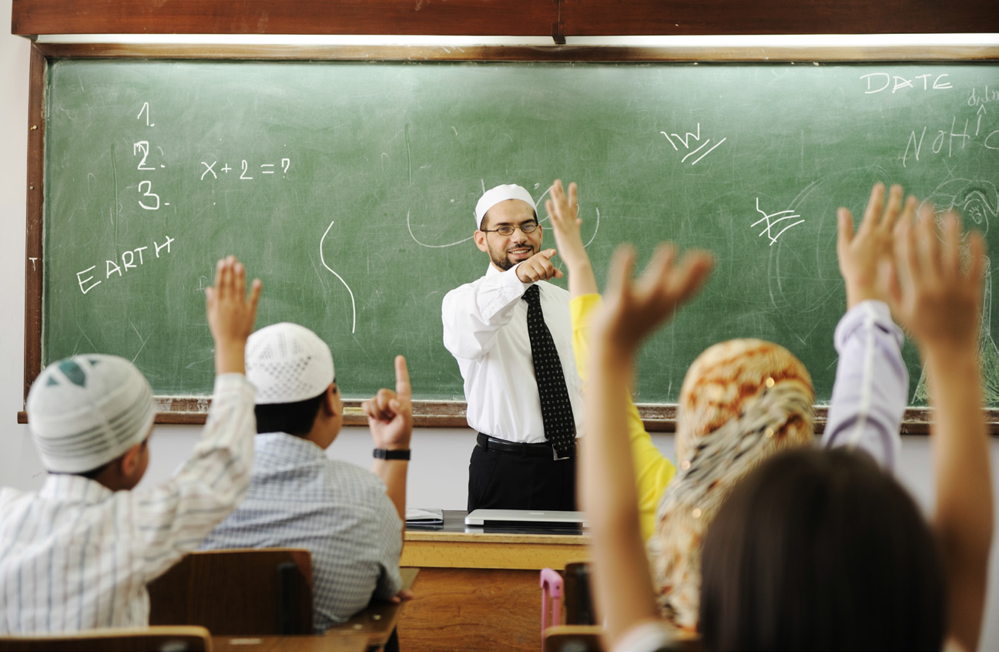 1.
2.
3.
x + 2 = ?
EARTH
DATE